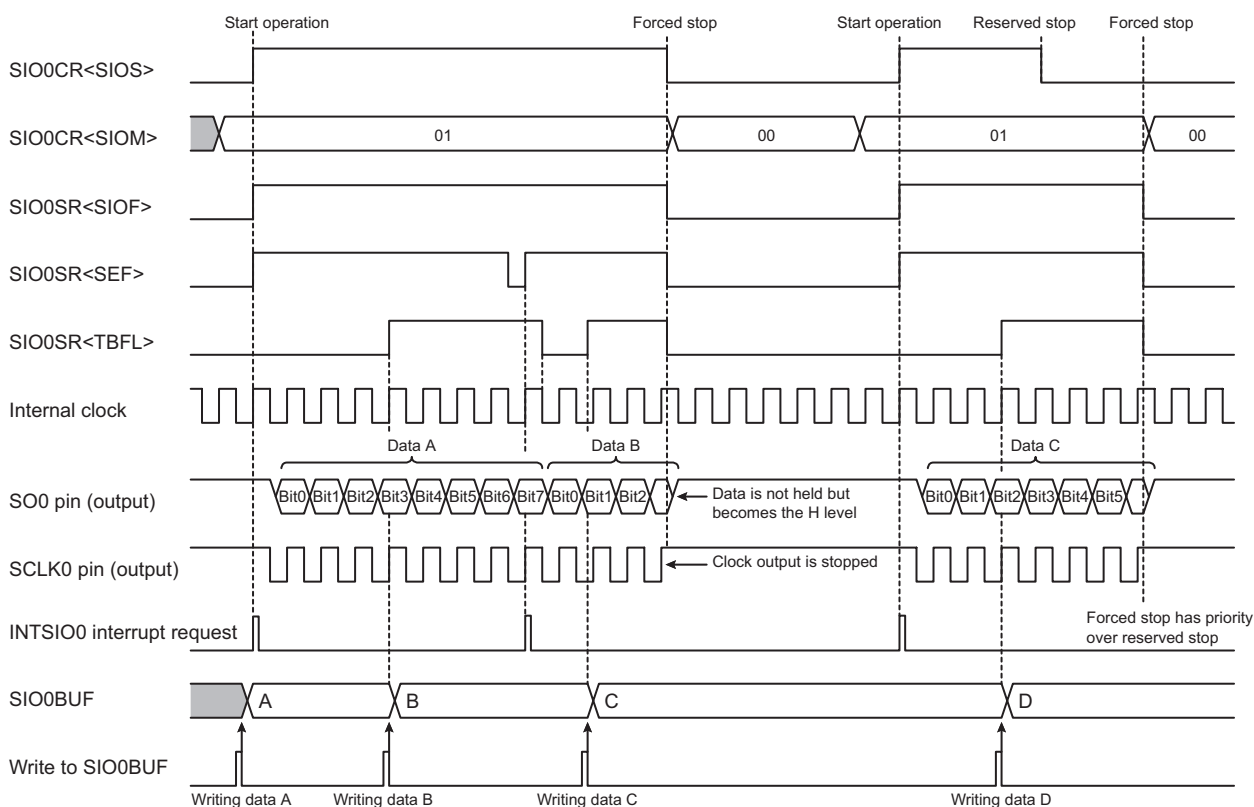 Start operation Forced stop Start operation Reserved stop Forced stop
SIO0CR<SIOS>
SIO0CR<SIOM> 01 00 01 00
SIO0SR<SIOF>
SIO0SR<SEF>
SIO0SR<TBFL>
Internal clock
Data A Data B Data C
SO0 pin (output) Bit0 Bit1 Bit2 Bit3 Bit4 Bit5 Bit6 Bit7 Bit0 Bit1 Bit2 Data is not held but Bit0 Bit1 Bit2 Bit3 Bit4 Bit5
becomes the H level
SCLK0 pin (output) Clock output is stopped
INTSIO0 interrupt request Forced stop has priority
over reserved stop
SIO0BUF A B C D
Write to SIO0BUF
Writing data A Writing data B Writing data C Writing data D